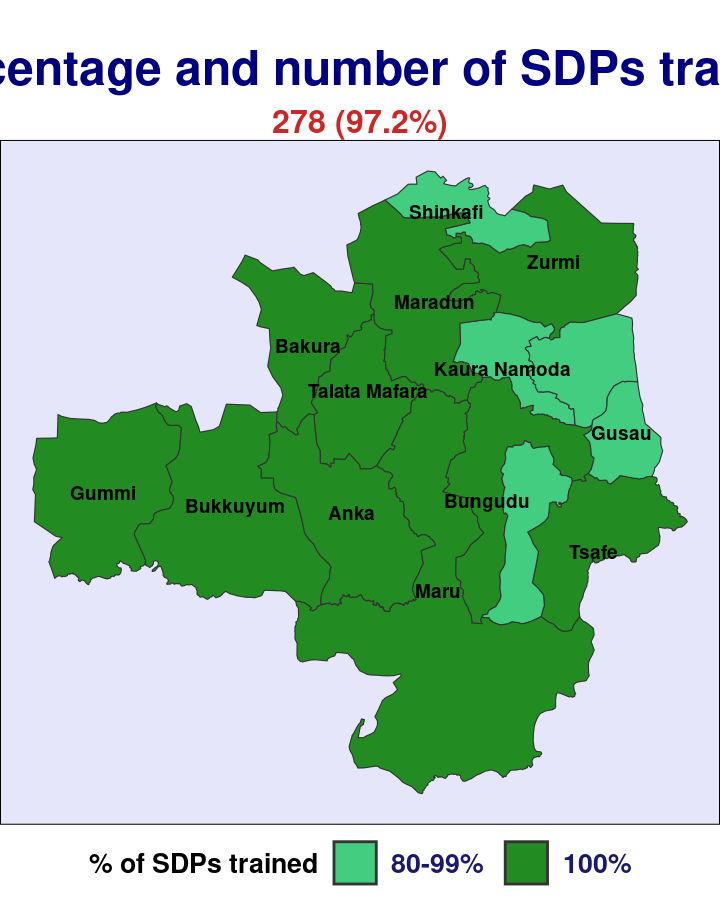 centage and number of SDPs tra
278 (97.2%)
Shinkafi
Zurmi
Maradun
Bakura
Kaura Namoda
Talata Mafara
Gusau
Gummi
Bukkuyum
Anka
Bungudu
Tsafe
Maru
% of SDPs trained 80-99% 100%